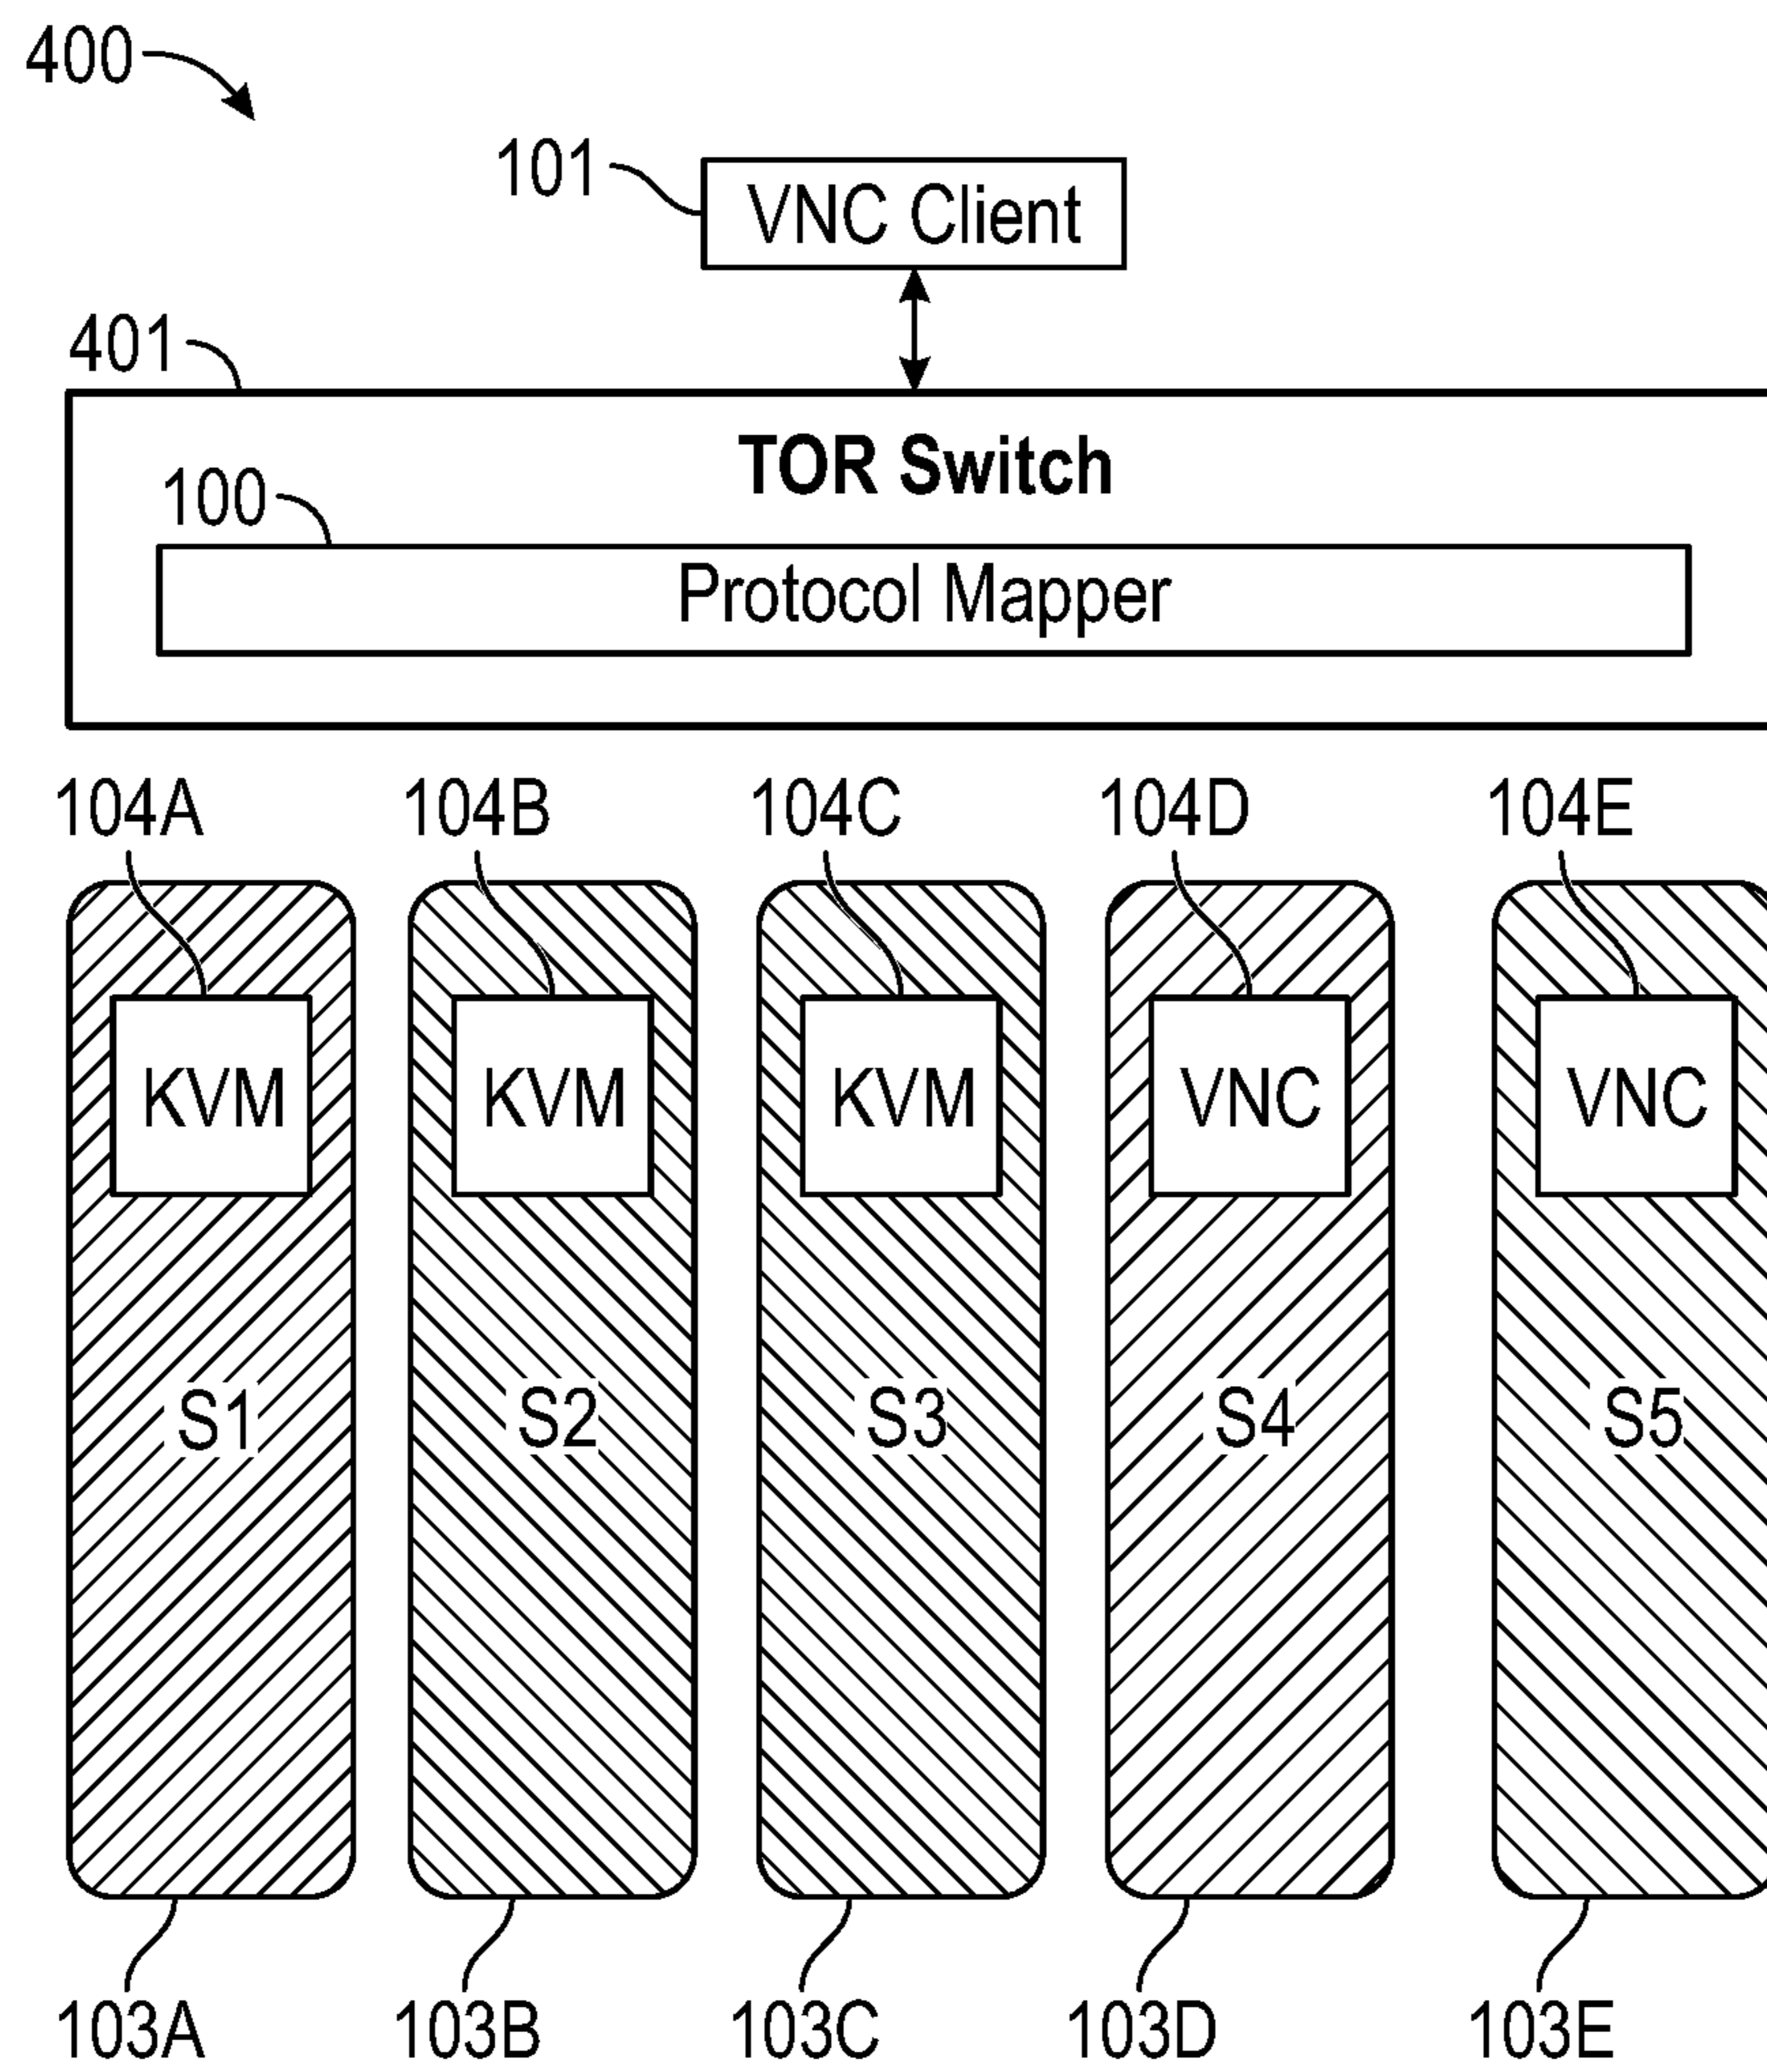 400
101
VNC Client
401
TOR Switch
100
Protocol Mapper
104A 104B 104C 104D 104E
KVM KVM KVM VNC VNC
S1 S2 S3 S4 S5
103A 103B 103C 103D 103E